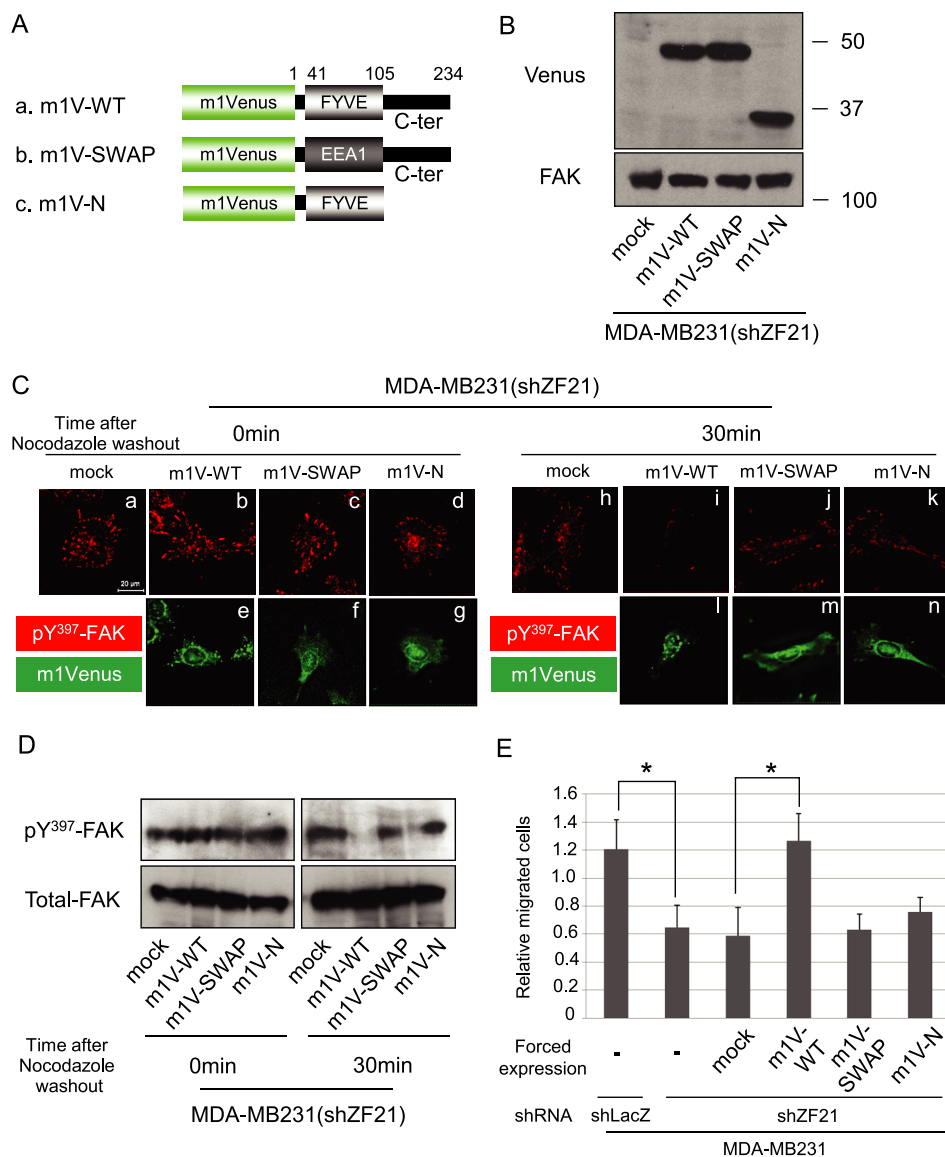 A
1 41 105 234
a. m1V-WT m1Venus FYVE C-ter
b. m1V-SWAP m1Venus EEA1 C-ter
c. m1V-N m1Venus FYVE
B
Venus
50
37
FAK
100
mock m1V-WT m1V-SWAP m1V-N
MDA-MB231(shZF21)
C
MDA-MB231(shZF21)
Time after
Nocodazole washout
0min 30min
mock m1V-WT m1V-SWAP m1V-N mock m1V-WT m1V-SWAP m1V-N
a b c d h i j k
20 µm
e f g l m n
pY397-FAK pY397-FAK
m1Venus m1Venus
D
pY397-FAK
Total-FAK
mock m1V-WT m1V-SWAP m1V-N mock m1V-WT m1V-SWAP m1V-N
Time after
Nocodazole
washout
0min 30min
MDA-MB231(shZF21)
E
* *
Relative migrated cells
1.6
1.4
1.2
1.0
0.8
0.6
0.4
0.2
0
Forced
expression
- - mock m1V-WT m1V-SWAP m1V-N
shRNA shLacZ shZF21
MDA-MB231